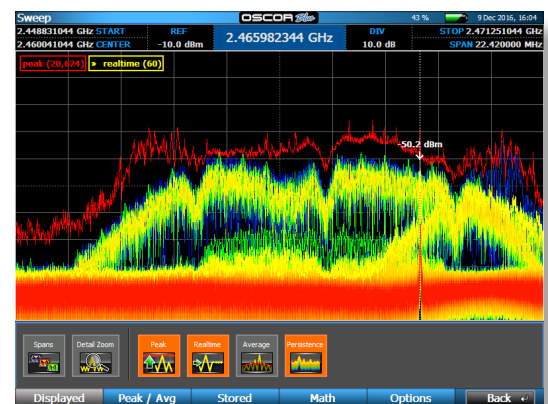 Sweep OSCOR Blue 43 % 9 Dec 2016, 16:04
2.448831044 GHz START REF 2.465982344 GHz DIV STOP 2.471251044 GHz
2.460041044 GHz CENTER -10.0 dBm 10.0 dB SPAN 22.420000 MHz
peak (20,624) » realtime (60)
-50.2 dBm
Spans Detail Zoom Peak Realtime Average Persistence
Displayed Peak / Avg Stored Math Options Back ↵